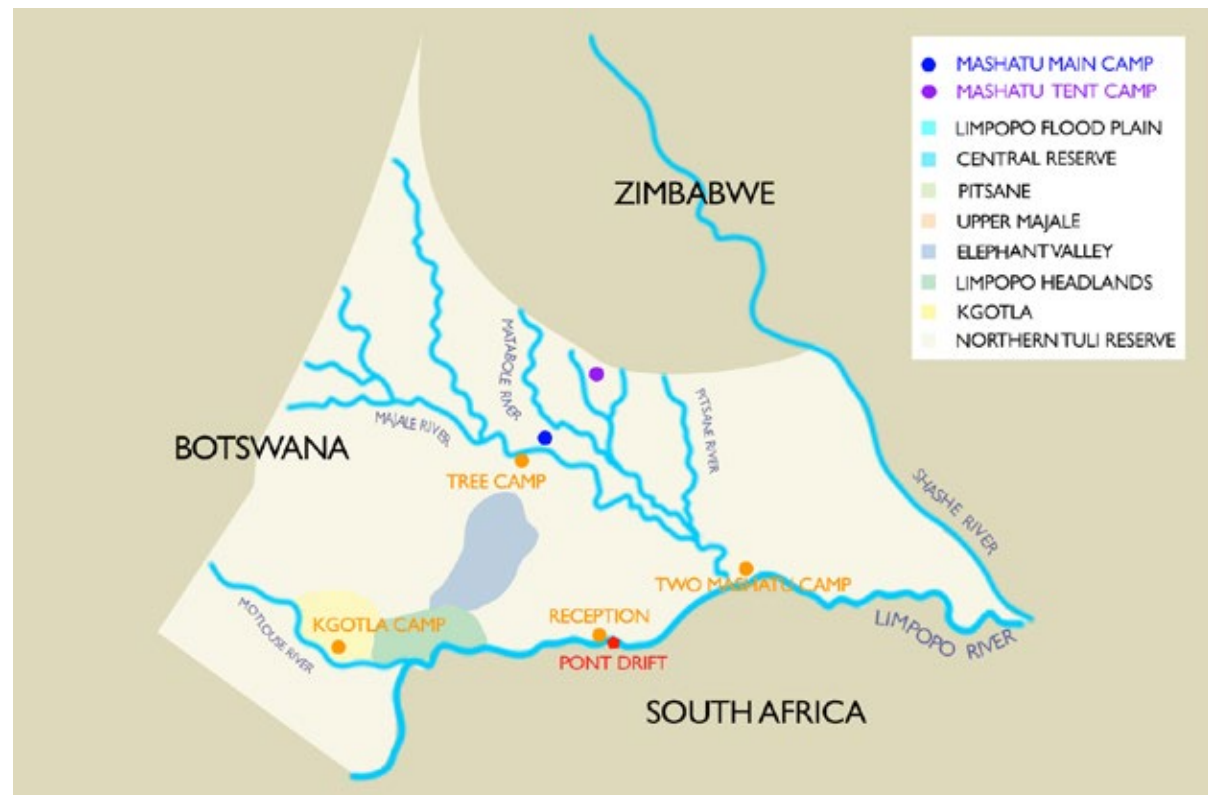 MASHATU MAIN CAMP
MASHATU TENT CAMP
LIMPOPO FLOOD PLAIN
CENTRAL RESERVE
PITSANE
UPPER MAJALE
ELEPHANT VALLEY
LIMPOPO HEADLANDS
KGOTLA
NORTHERN TULI RESERVE
ZIMBABWE
MATABOLE RIVER
PITSANE RIVER
MAJALE RIVER
BOTSWANA
TREE CAMP
SHASHE RIVER
TWO MASHATU CAMP
MOTLOUSE RIVER
KGOTLA CAMP
RECEPTION
LIMPOPO RIVER
PONT DRIFT
SOUTH AFRICA